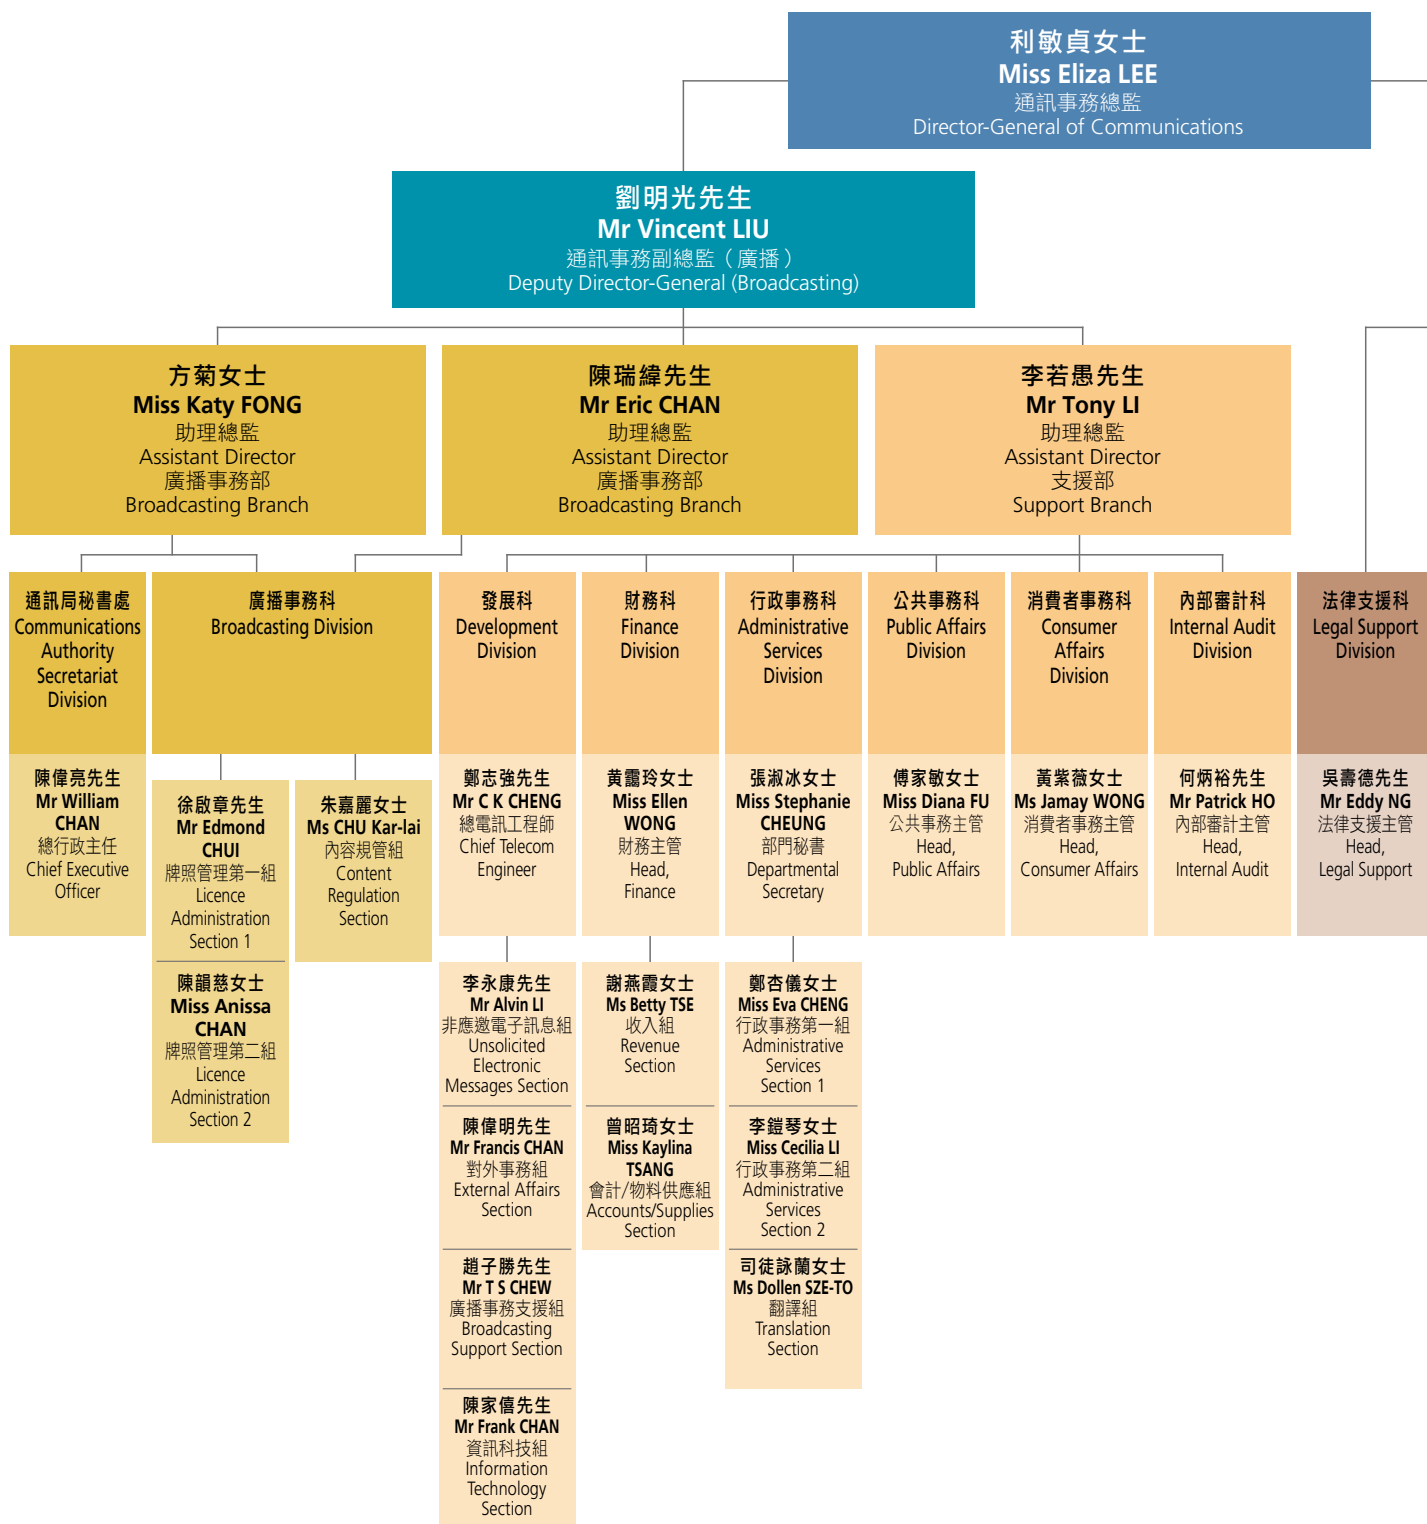 利敏貞女士
Miss Eliza LEE
通訊事務總監
Director-General of Communications
劉明光先生
Mr Vincent LIU
通訊事務副總監（廣播）
Deputy Director-General (Broadcasting)
方菊女士
Miss Katy FONG
助理總監
Assistant Director
廣播事務部
Broadcasting Branch
陳瑞緯先生
Mr Eric CHAN
助理總監
Assistant Director
廣播事務部
Broadcasting Branch
李若愚先生
Mr Tony LI
助理總監
Assistant Director
支援部
Support Branch
通訊局秘書處
Communications
Authority
Secretariat
Division
廣播事務科
Broadcasting Division
發展科
Development
Division
財務科
Finance
Division
行政事務科
Administrative
Services
Division
公共事務科
Public Affairs
Division
消費者事務科
Consumer
Affairs
Division
內部審計科
Internal Audit
Division
法律支援科
Legal Support
Division
陳偉亮先生
Mr William
CHAN
總行政主任
Chief Executive
Officer
徐啟章先生
Mr Edmond
CHUI
牌照管理第一組
Licence
Administration
Section 1
陳韻慈女士
Miss Anissa
CHAN
牌照管理第二組
Licence
Administration
Section 2
朱嘉麗女士
Ms CHU Kar-lai
內容規管組
Content
Regulation
Section
鄭志強先生
Mr C K CHENG
總電訊工程師
Chief Telecom
Engineer
李永康先生
Mr Alvin LI
非應邀電子訊息組
Unsolicited
Electronic
Messages Section
陳偉明先生
Mr Francis CHAN
對外事務組
External Affairs
Section
趙子勝先生
Mr T S CHEW
廣播事務支援組
Broadcasting
Support Section
陳家僖先生
Mr Frank CHAN
資訊科技組
Information
Technology
Section
黃靄玲女士
Miss Ellen
WONG
財務主管
Head,
Finance
謝燕霞女士
Ms Betty TSE
收入組
Revenue
Section
曾昭琦女士
Miss Kaylina
TSANG
會計/物料供應組
Accounts/Supplies
Section
張淑冰女士
Miss Stephanie
CHEUNG
部門秘書
Departmental
Secretary
鄭杏儀女士
Miss Eva CHENG
行政事務第一組
Administrative
Services
Section 1
李鎧琴女士
Miss Cecilia LI
行政事務第二組
Administrative
Services
Section 2
司徒詠蘭女士
Ms Dollen SZE-TO
翻譯組
Translation
Section
傅家敏女士
Miss Diana FU
公共事務主管
Head,
Public Affairs
黃紫薇女士
Ms Jamay WONG
消費者事務主管
Head,
Consumer Affairs
何炳裕先生
Mr Patrick HO
內部審計主管
Head,
Internal Audit
吳壽德先生
Mr Eddy NG
法律支援主管
Head,
Legal Support